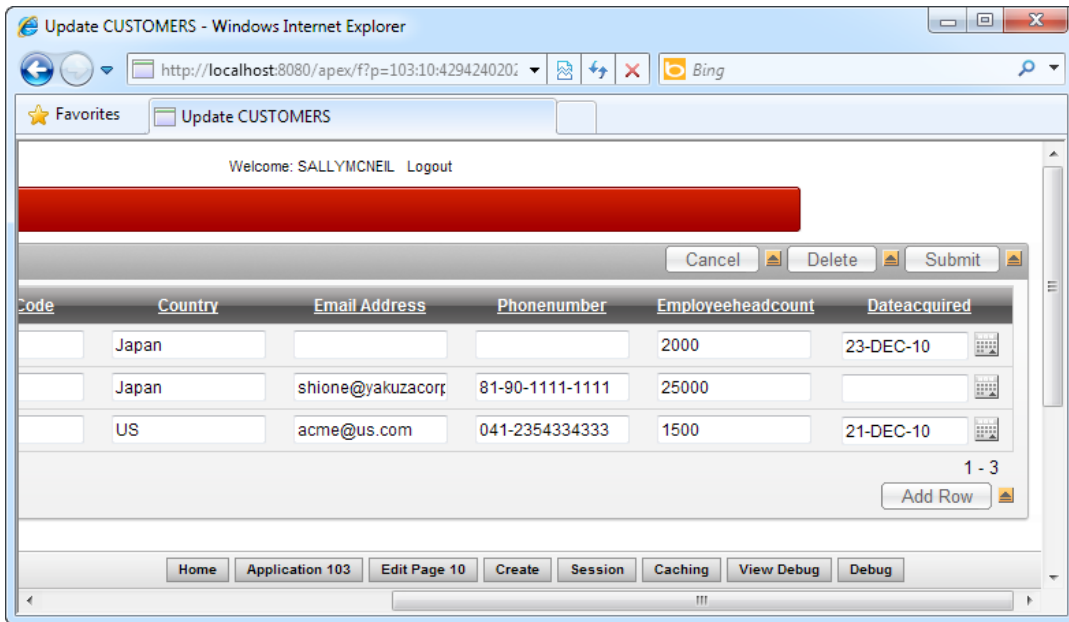 Update CUSTOMERS - Windows Internet Explorer
http://localhost:8080/apex/f?p=103:10:4294240202 Bing
Favorites Update CUSTOMERS
Welcome: SALLYMCNEIL Logout
Cancel Delete Submit
Code Country Email Address Phonenumber Employeeheadcount Dateacquired
Japan 2000 23-DEC-10
Japan shione@yakuzacorp 81-90-1111-1111 25000
US acme@us.com 041-2354334333 1500 21-DEC-10
1 - 3
Add Row
Home Application 103 Edit Page 10 Create Session Caching View Debug Debug